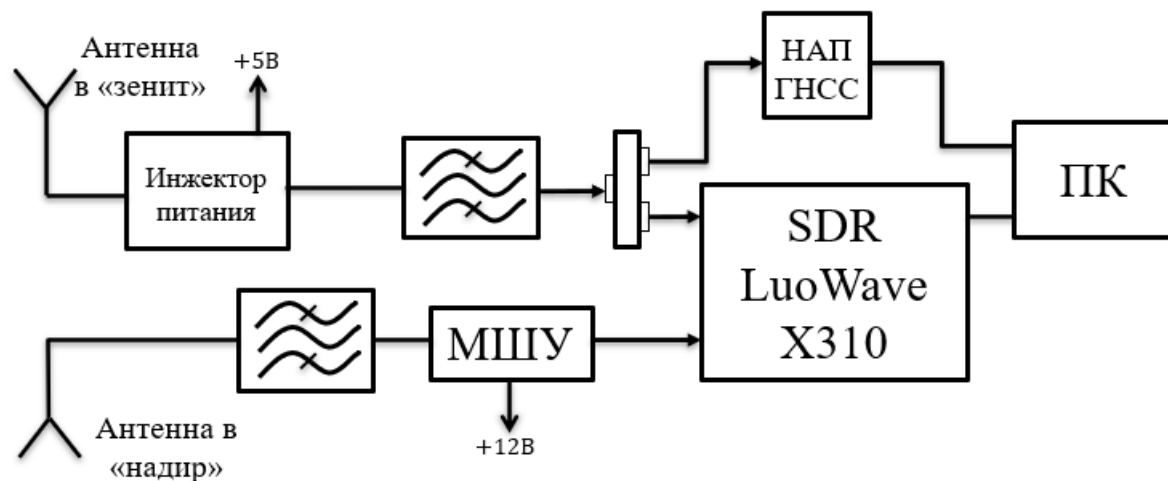 Антенна
в «зенит»
+5В
Инжектор
питания
НАП
ГНСС
ПК
SDR
LuoWave
X310
МШУ
+12В
Антенна в
«надир»